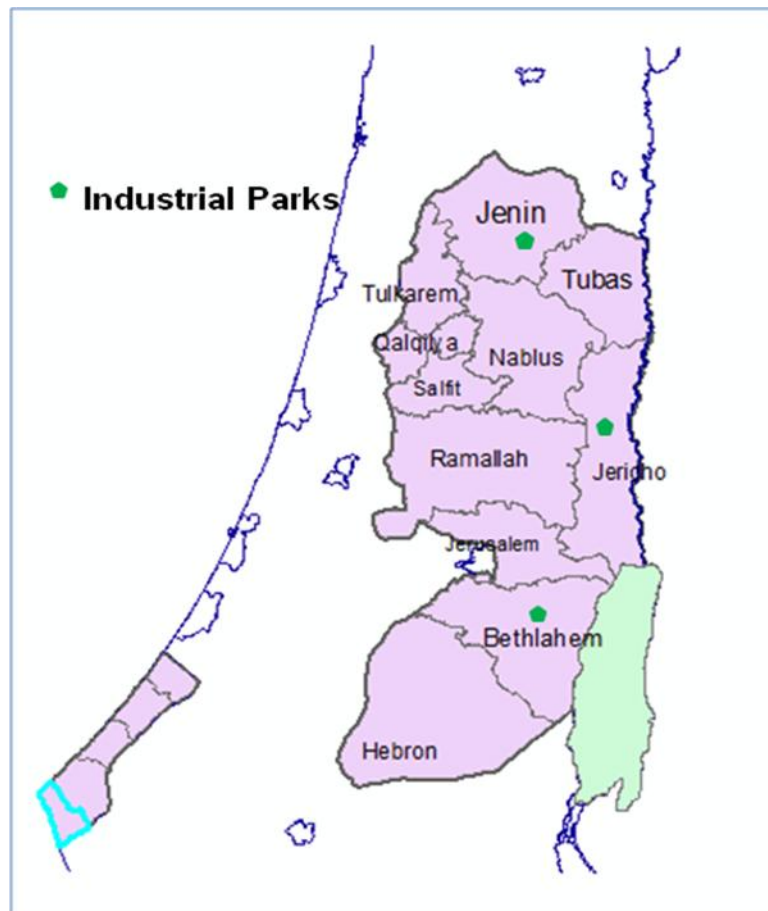 Industrial Parks
Jenin
Tubas
Tulkarem
Qalqilya
Nablus
Salfit
Ramallah
Jericho
Jerusalem
Bethlahem
Hebron